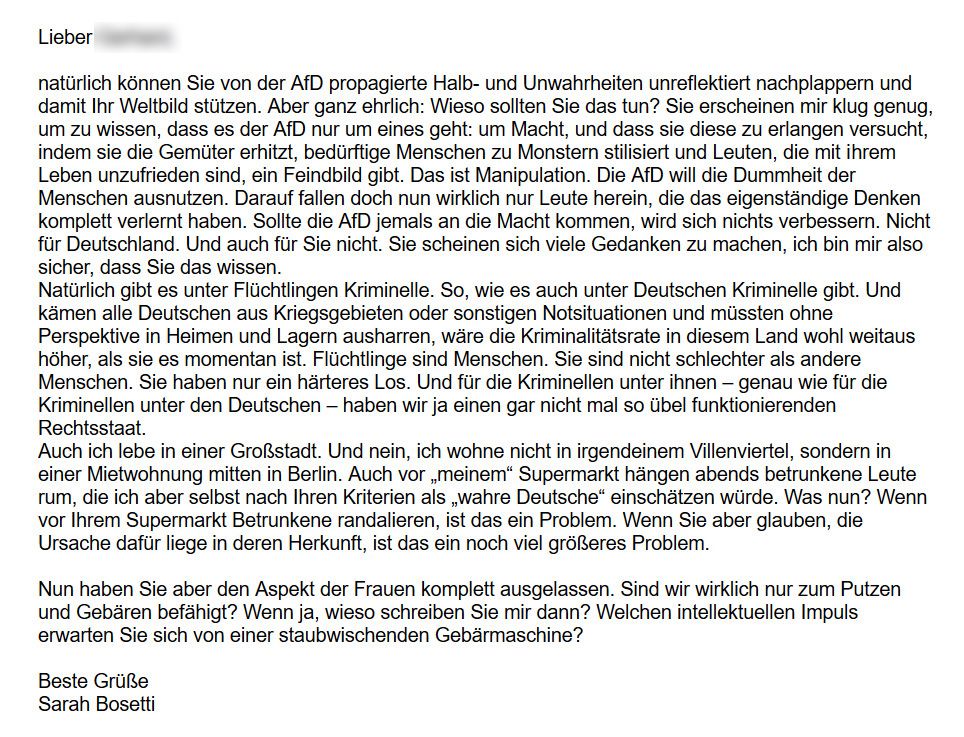 Lieber
natürlich können Sie von der AfD propagierte Halb- und Unwahrheiten unreflektiert nachplappern und
damit Ihr Weltbild stützen. Aber ganz ehrlich: Wieso sollten Sie das tun? Sie erscheinen mir klug genug,
um zu wissen, dass es der AfD nur um eines geht: um Macht, und dass sie diese zu erlangen versucht,
indem sie die Gemüter erhitzt, bedürftige Menschen zu Monstern stilisiert und Leuten, die mit ihrem
Leben unzufrieden sind, ein Feindbild gibt. Das ist Manipulation. Die AfD will die Dummheit der
Menschen ausnutzen. Darauf fallen doch nun wirklich nur Leute herein, die das eigenständige Denken
komplett verlernt haben. Sollte die AfD jemals an die Macht kommen, wird sich nichts verbessern. Nicht
für Deutschland. Und auch für Sie nicht. Sie scheinen sich viele Gedanken zu machen, ich bin mir also
sicher, dass Sie das wissen.
Natürlich gibt es unter Flüchtlingen Kriminelle. So, wie es auch unter Deutschen Kriminelle gibt. Und
kämen alle Deutschen aus Kriegsgebieten oder sonstigen Notsituationen und müssten ohne
Perspektive in Heimen und Lagern ausharren, wäre die Kriminalitätsrate in diesem Land wohl weitaus
höher, als sie es momentan ist. Flüchtlinge sind Menschen. Sie sind nicht schlechter als andere
Menschen. Sie haben nur ein härteres Los. Und für die Kriminellen unter ihnen – genau wie für die
Kriminellen unter den Deutschen – haben wir ja einen gar nicht mal so übel funktionierenden
Rechtsstaat.
Auch ich lebe in einer Großstadt. Und nein, ich wohne nicht in irgendeinem Villenviertel, sondern in
einer Mietwohnung mitten in Berlin. Auch vor „meinem“ Supermarkt hängen abends betrunkene Leute
rum, die ich aber selbst nach Ihren Kriterien als „wahre Deutsche“ einschätzen würde. Was nun? Wenn
vor Ihrem Supermarkt Betrunkene randalieren, ist das ein Problem. Wenn Sie aber glauben, die
Ursache dafür liege in deren Herkunft, ist das ein noch viel größeres Problem.
Nun haben Sie aber den Aspekt der Frauen komplett ausgelassen. Sind wir wirklich nur zum Putzen
und Gebären befähigt? Wenn ja, wieso schreiben Sie mir dann? Welchen intellektuellen Impuls
erwarten Sie sich von einer staubwischenden Gebärmaschine?
Beste Grüße
Sarah Bosetti